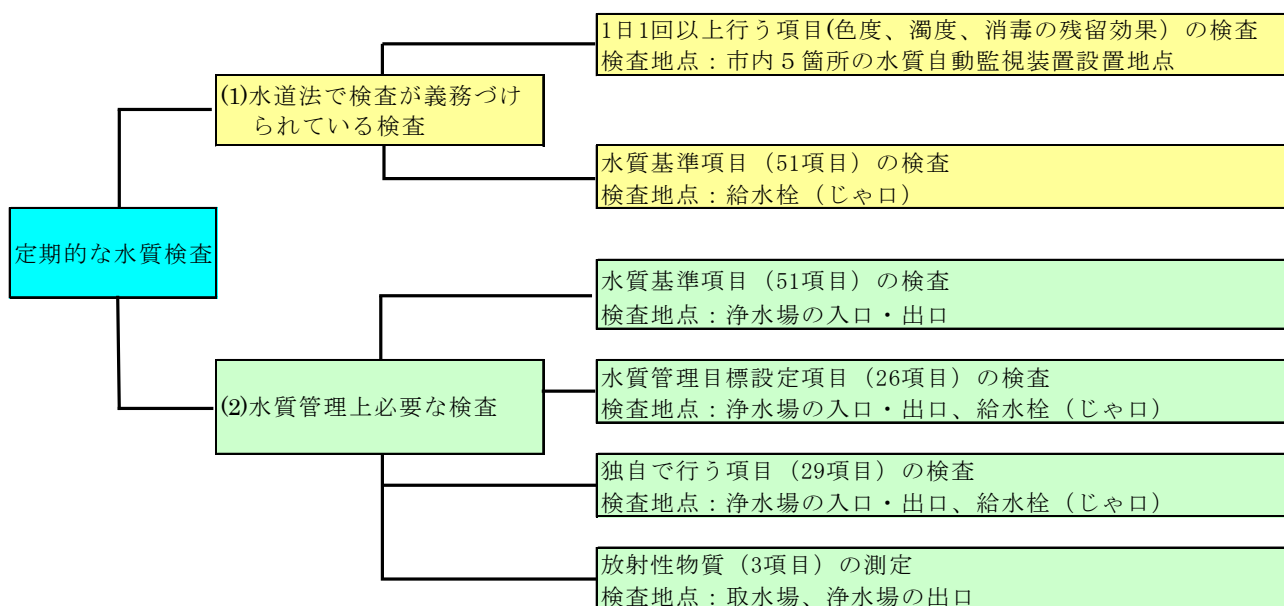 定期的な水質検査
(1)水道法で検査が義務づけ
られている検査
1日1回以上行う項目(色度、濁度、消毒の残留効果）の検査
検査地点：市内５箇所の水質自動監視装置設置地点
水質基準項目（51項目）の検査
検査地点：給水栓（じゃ口）
(2)水質管理上必要な検査
水質基準項目（51項目）の検査
検査地点：浄水場の入口・出口
水質管理目標設定項目（26項目）の検査
検査地点：浄水場の入口・出口、給水栓（じゃ口）
独自で行う項目（29項目）の検査
検査地点：浄水場の入口・出口、給水栓（じゃ口）
放射性物質（3項目）の測定
検査地点：取水場、浄水場の出口